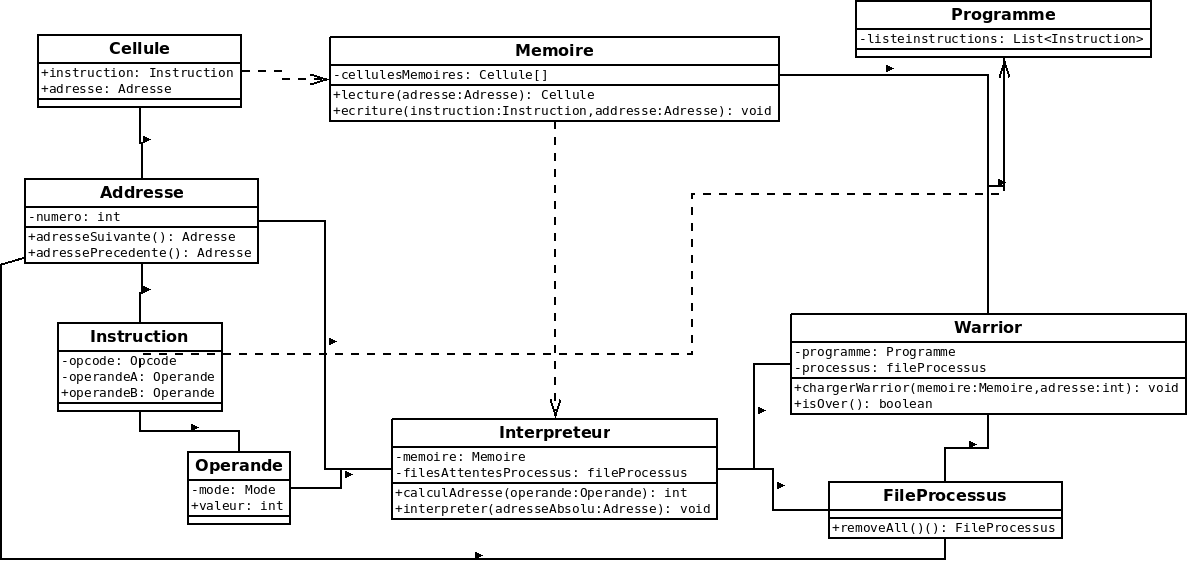 Programme
-listeinstructions: List<Instruction>
Cellule
+instruction: Instruction
+adresse: Adresse
Memoire
-cellulesMemoires: Cellule[]
+lecture(adresse:Adresse): Cellule
+ecriture(instruction:Instruction,addresse:Adresse): void
Addresse
-numero: int
+adresseSuivante(): Adresse
+adressePrecedente(): Adresse
Instruction
-opcode: Opcode
-operandeA: Operande
+operandeB: Operande
Warrior
-programme: Programme
-processus: fileProcessus
+chargerWarrior(memoire:Memoire,adresse:int): void
+isOver(): boolean
Operande
-mode: Mode
+valeur: int
Interpreteur
-memoire: Memoire
-filesAttentesProcessus: fileProcessus
+calculAdresse(operande:Operande): int
+interpreter(adresseAbsolu:Adresse): void
FileProcessus
+removeAll()(): FileProcessus